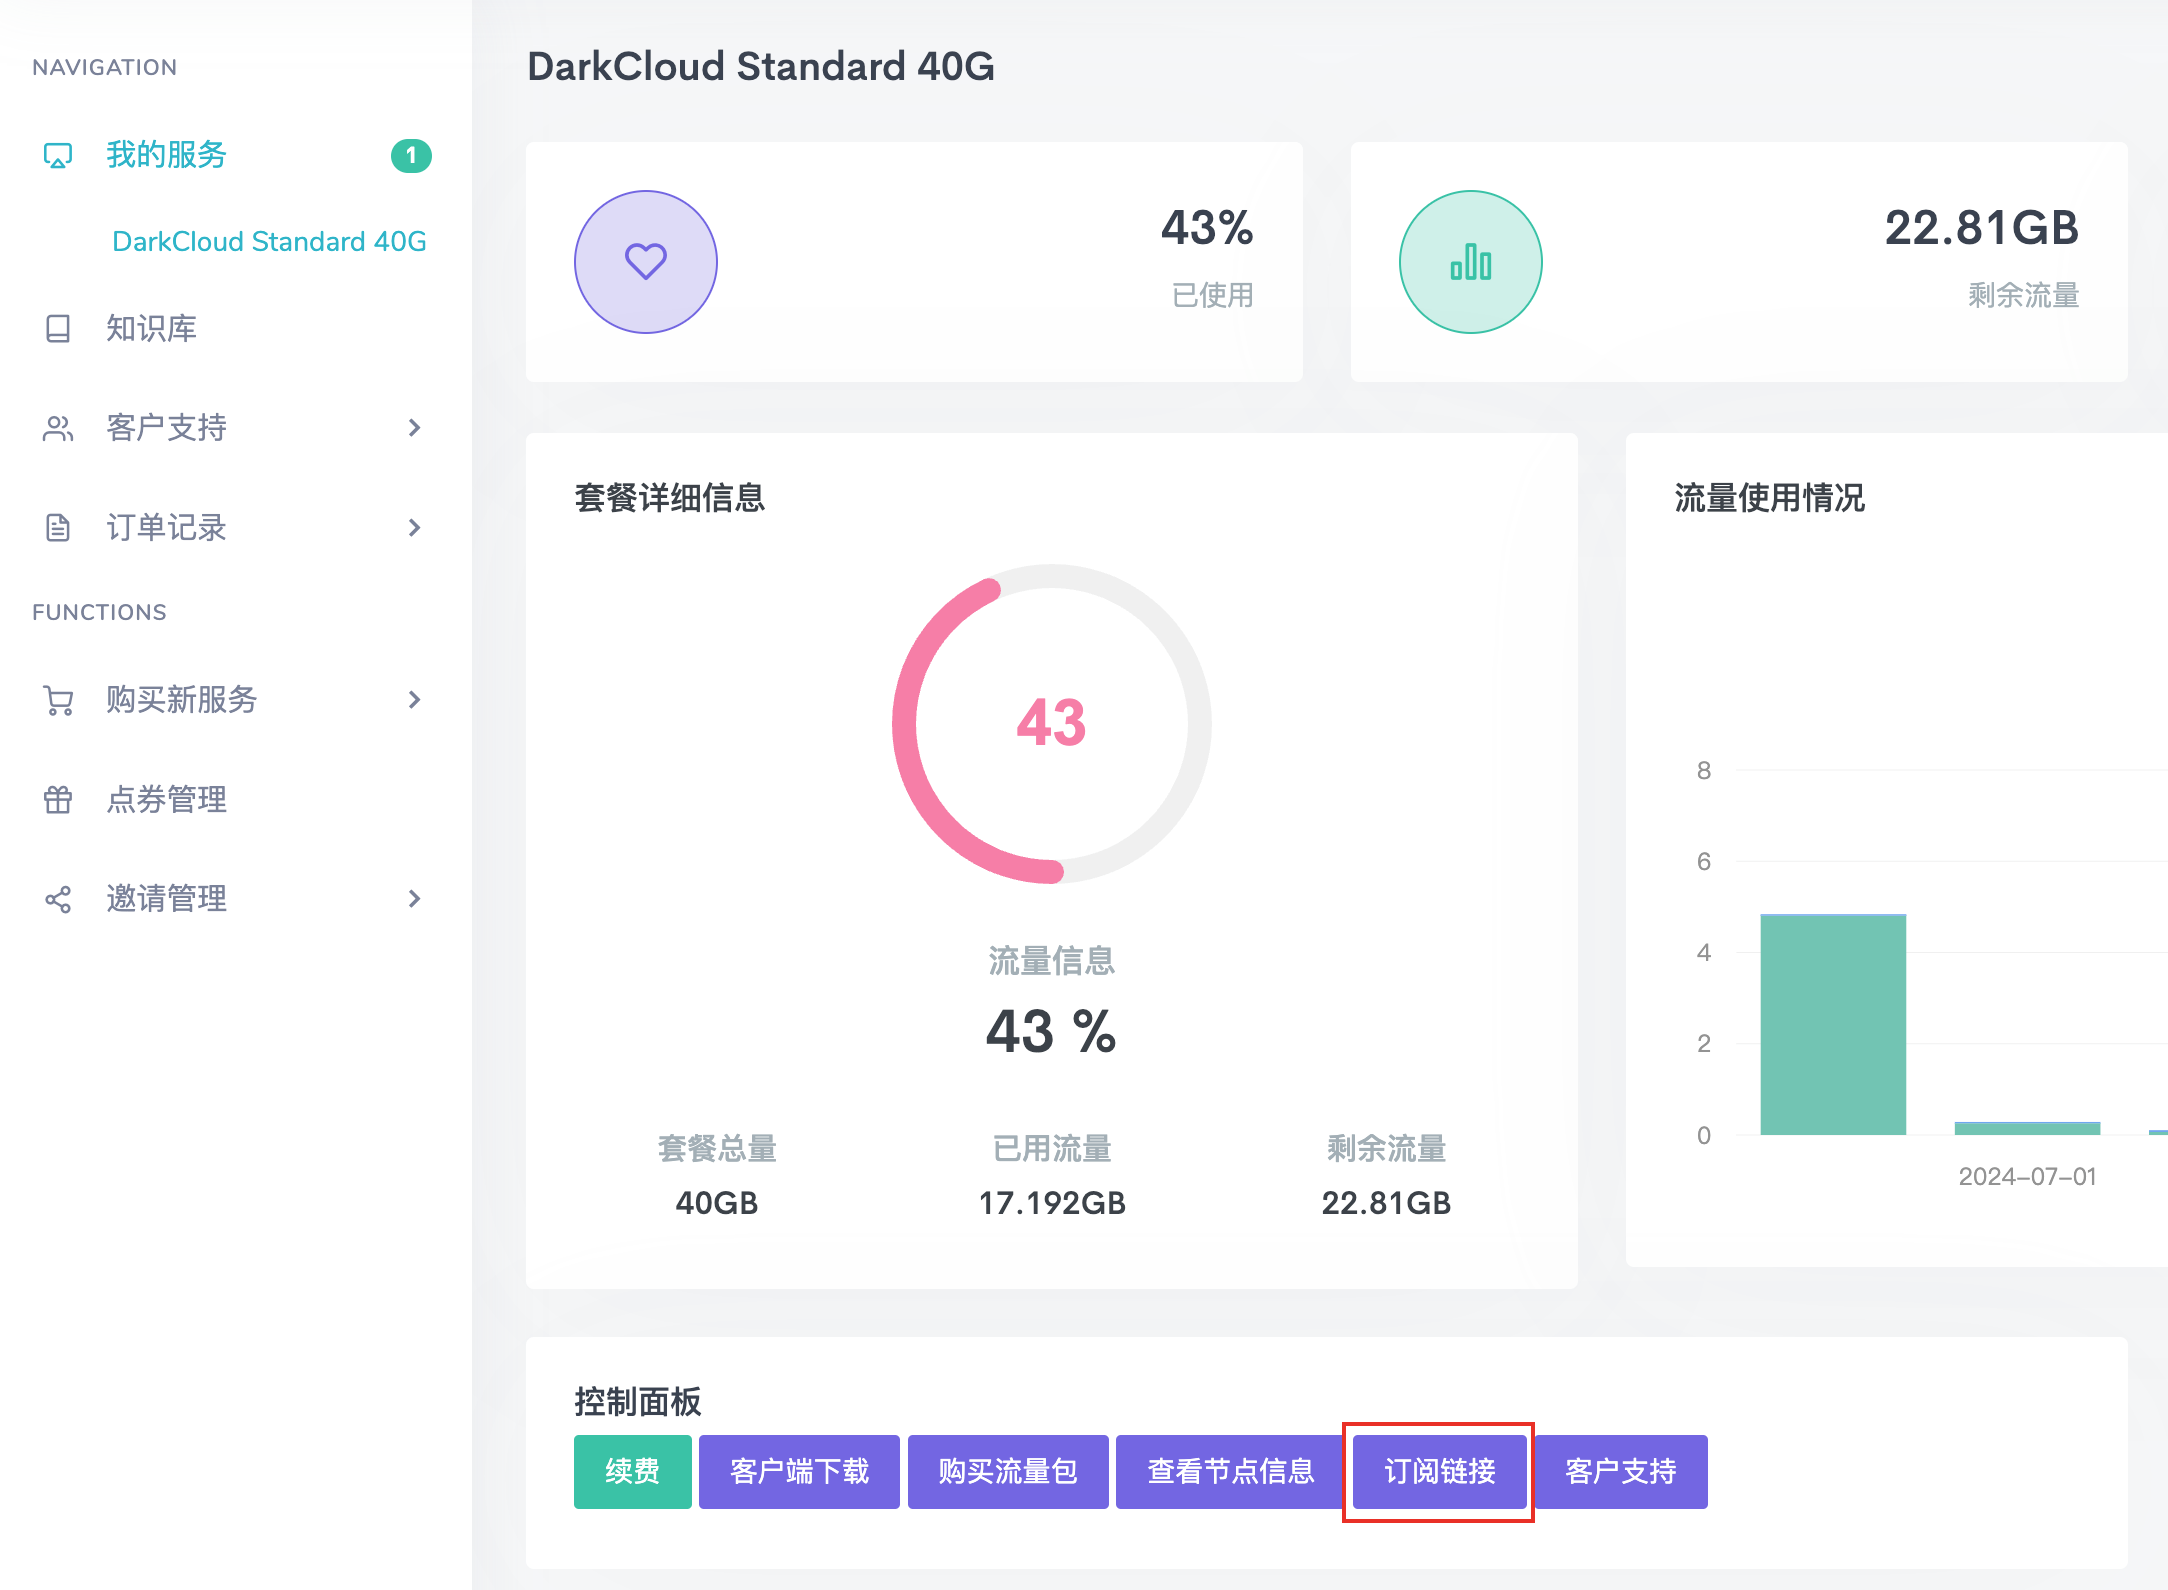 NAVIGATION
我的服务
1
DarkCloud Standard 40G
知识库
客户支持
订单记录
FUNCTIONS
购买新服务
点券管理
邀请管理
DarkCloud Standard 40G
43%
已使用
22.81GB
剩余流量
套餐详细信息
43
流量信息
43 %
套餐总量
已用流量
剩余流量
40GB
17.192GB
22.81GB
流量使用情况
8
6
4
2
0
2024-07-01
控制面板
续费
客户端下载
购买流量包
查看节点信息
订阅链接
客户支持